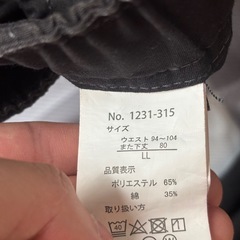 No. 1231-315
サイズ
ウエスト 94〜104
また下丈 80
LL
品質表示
ポリエステル 65%
綿 35%
取り扱い方
40